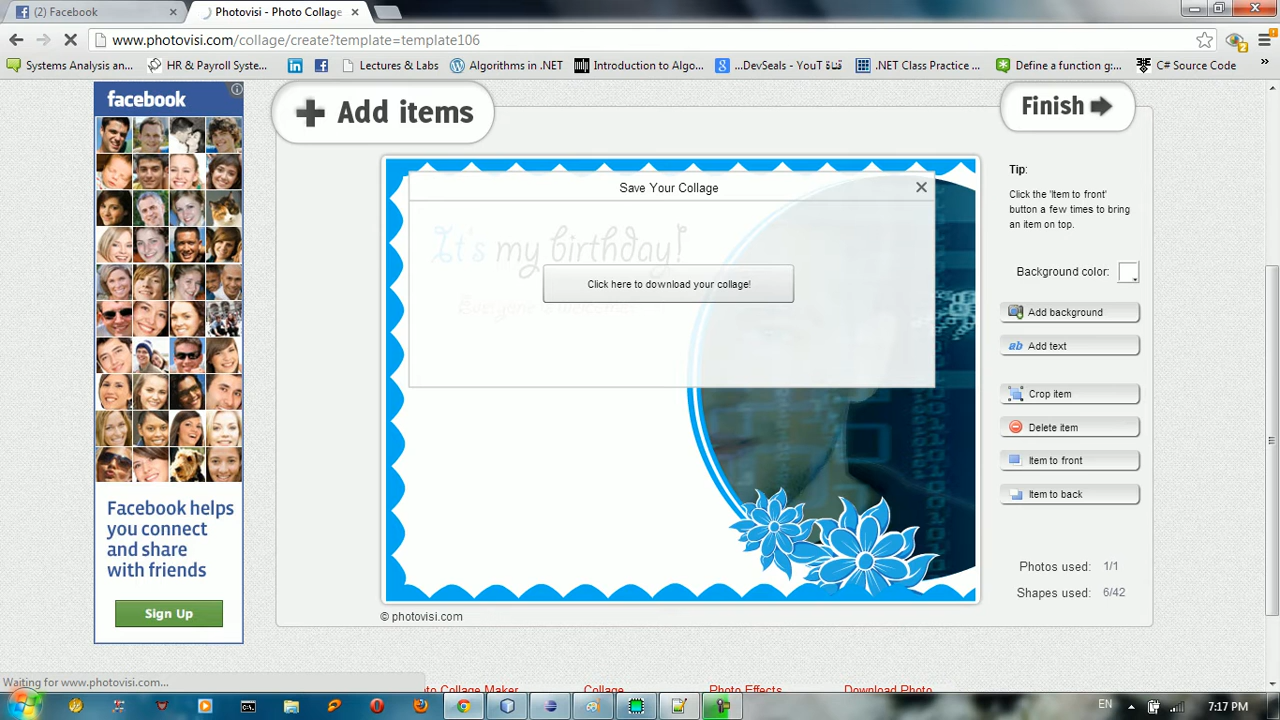 (2) Facebook
Photovisi - Photo Collage
www.photovisi.com/collage/create?template=template106
Systems Analysis an...
HR & Payroll Syste...
Lectures & Labs
Algorithms in .NET
Introduction to Algo...
...DevSeals - YouT
.NET Class Practice ...
Define a function g...
C# Source Code
»
facebook
Add items
Finish
Save Your Collage
It's my birthday!
Click here to download your collage!
Tip:
Click the 'Item to front'
button a few times to bring
an item on top.
Background color:
Add background
ab Add text
Crop item
Delete item
Item to front
Item to back
Facebook helps
you connect
and share
with friends
Sign Up
Photos used: 1/1
Shapes used: 6/42
© photovisi.com
Waiting for www.photovisi.com...
Photo Collage Maker
Collage
Photo Effects
Download Photo
EN
7:17 PM